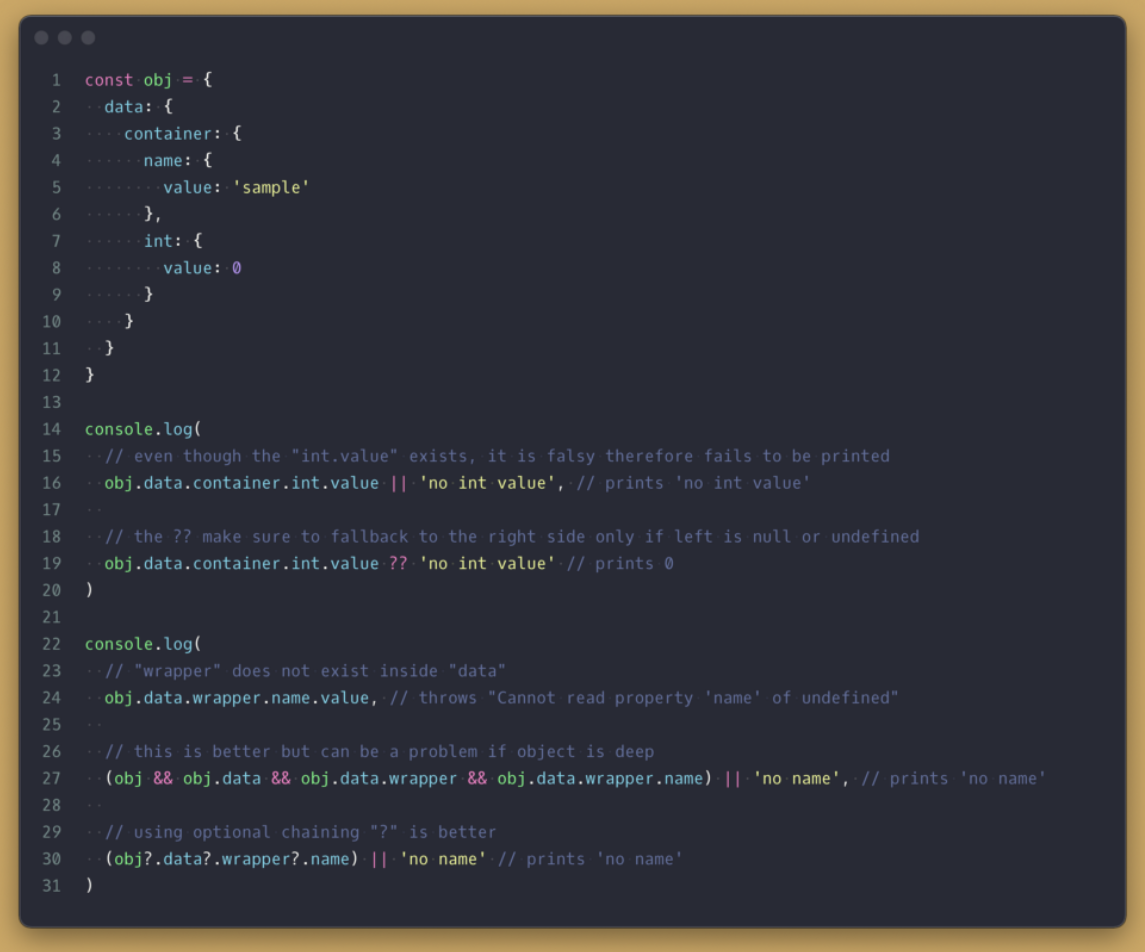 1 const obj = {
2   data: {
3     container: {
4       name: {
5         value: 'sample'
6       },
7       int: {
8         value: 0
9       }
10     }
11   }
12 }
13
14 console.log(
15   // even though the "int.value" exists, it is falsy therefore fails to be printed
16   obj.data.container.int.value || 'no int value', // prints 'no int value'
17
18   // the ?? make sure to fallback to the right side only if left is null or undefined
19   obj.data.container.int.value ?? 'no int value' // prints 0
20 )
21
22 console.log(
23   // "wrapper" does not exist inside "data"
24   obj.data.wrapper.name.value, // throws "Cannot read property 'name' of undefined"
25
26   // this is better but can be a problem if object is deep
27   (obj && obj.data && obj.data.wrapper && obj.data.wrapper.name) || 'no name', // prints 'no name'
28
29   // using optional chaining "?" is better
30   (obj?.data?.wrapper?.name) || 'no name' // prints 'no name'
31 )